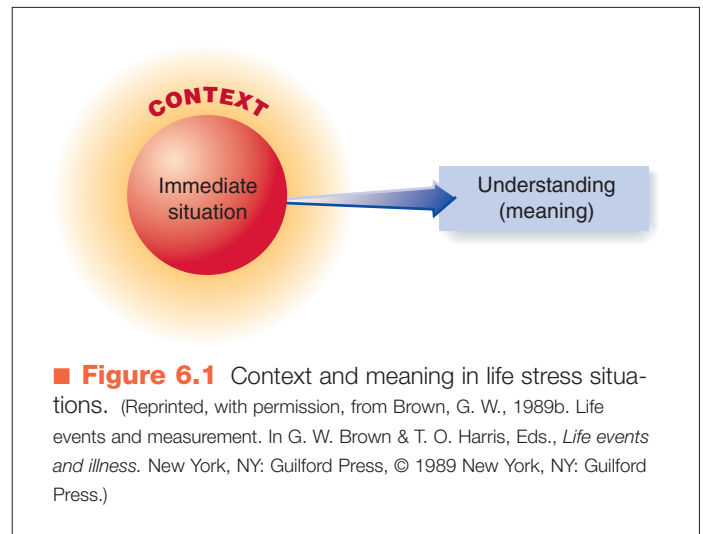 CONTEXT
Immediate
situation
Understanding
(meaning)
■ Figure 6.1 Context and meaning in life stress situa-
tions. (Reprinted, with permission, from Brown, G. W., 1989b. Life
events and measurement. In G. W. Brown & T. O. Harris, Eds., Life events
and illness. New York, NY: Guilford Press, © 1989 New York, NY: Guilford
Press.)